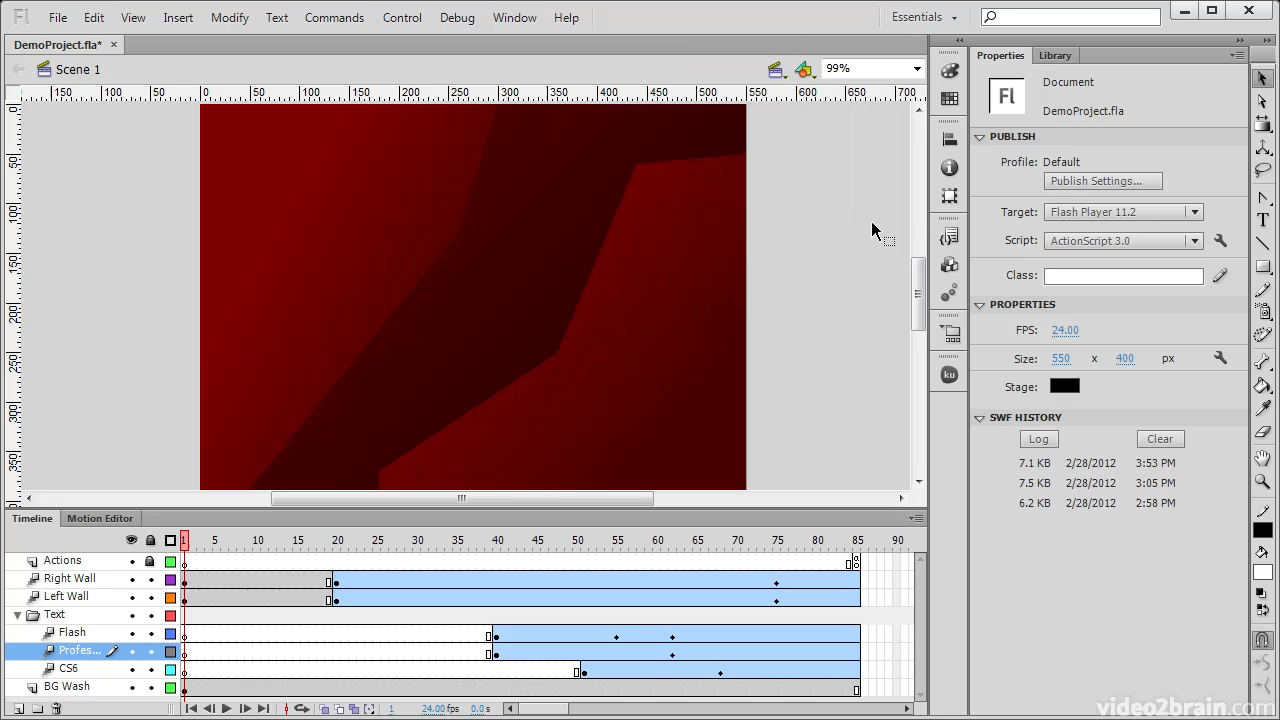 Fl File Edit View Insert Modify Text Commands Control Debug Window Help Essentials
DemoProject.fla* ×
Scene 1 99%
150 100 50 0 50 100 150 200 250 300 350 400 450 500 550 600 650 700
0
50
100
150
200
250
300
350
Properties Library
Fl
Document
DemoProject.fla
PUBLISH
Profile: Default
Publish Settings...
Target: Flash Player 11.2
Script: ActionScript 3.0
Class:
PROPERTIES
FPS: 24.00
Size: 550 x 400 px
Stage:
SWF HISTORY
Log Clear
7.1 KB 2/28/2012 3:53 PM
7.5 KB 2/28/2012 3:05 PM
6.2 KB 2/28/2012 2:58 PM
ku
T
Timeline Motion Editor
1 5 10 15 20 25 30 35 40 45 50 55 60 65 70 75 80 85 90
Actions
a
Right Wall
Left Wall
Text
Flash
Profes...
CS6
BG Wash
1 24.00 fps 0.0 s
video2brain.com